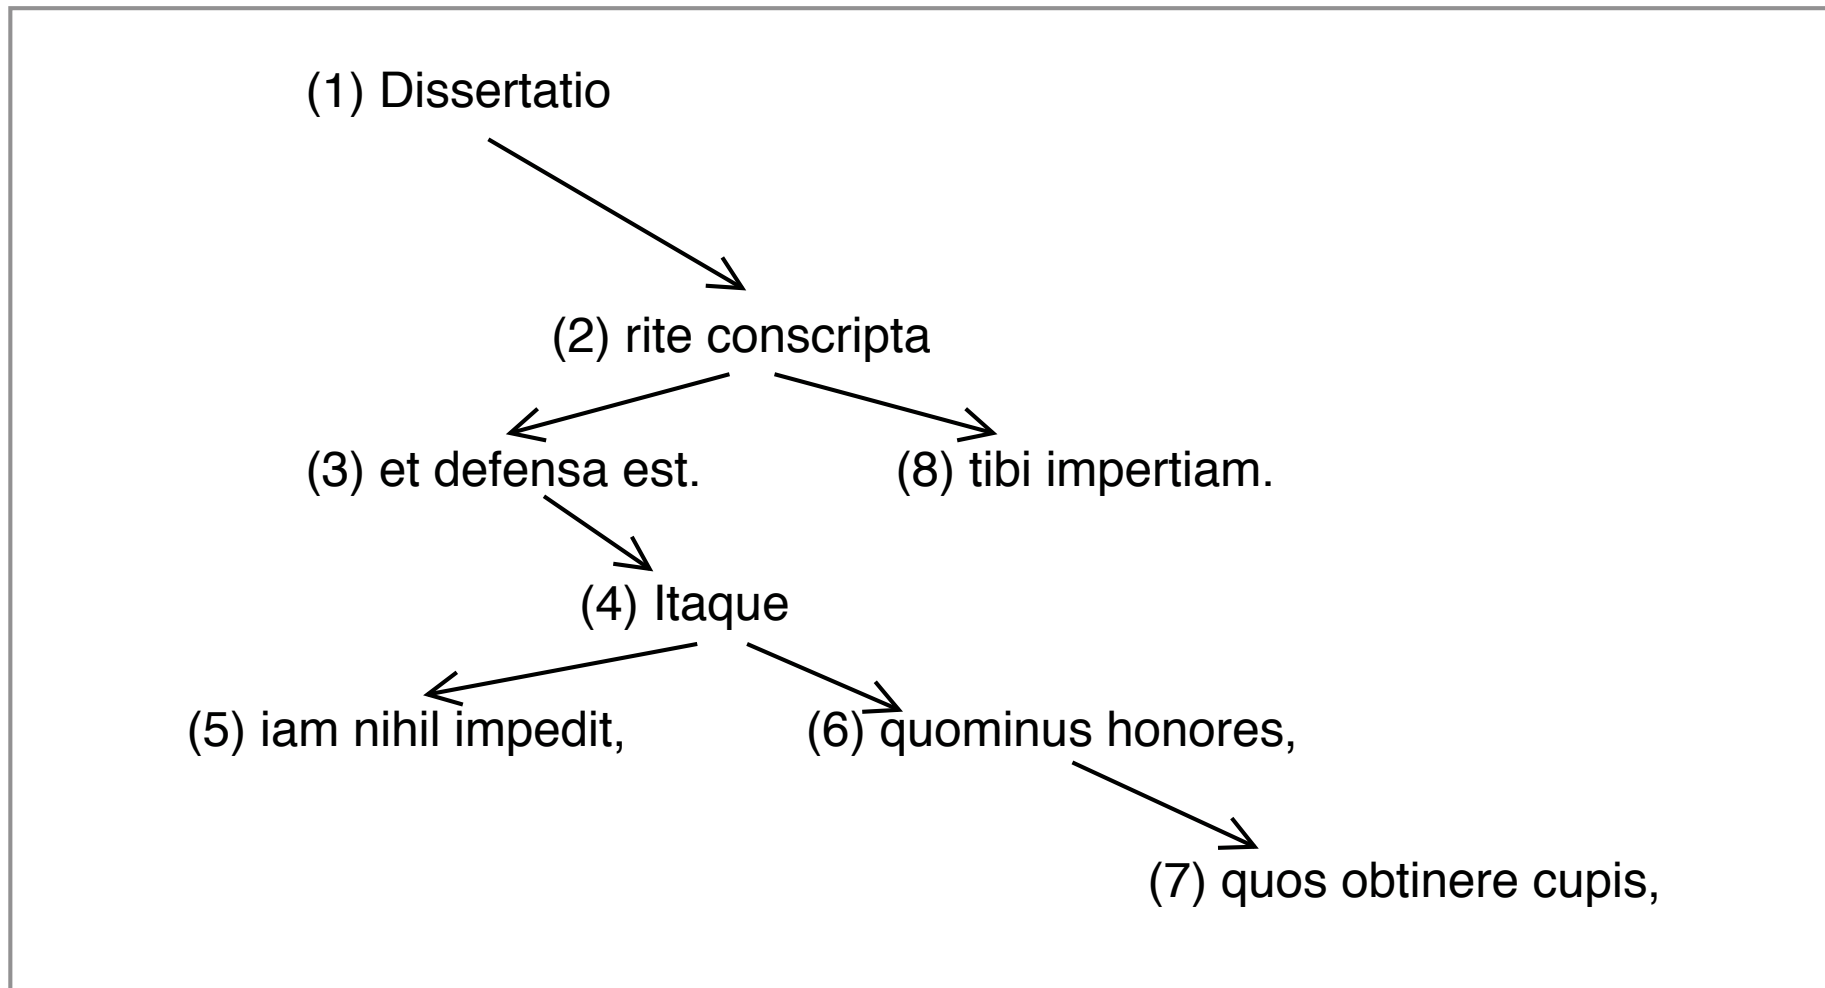 (1) Dissertatio
(2) rite conscripta
(3) et defensa est.
(8) tibi impertiam.
(4) Itaque
(5) iam nihil impedit,
(6) quominus honores,
(7) quos obtinere cupis,